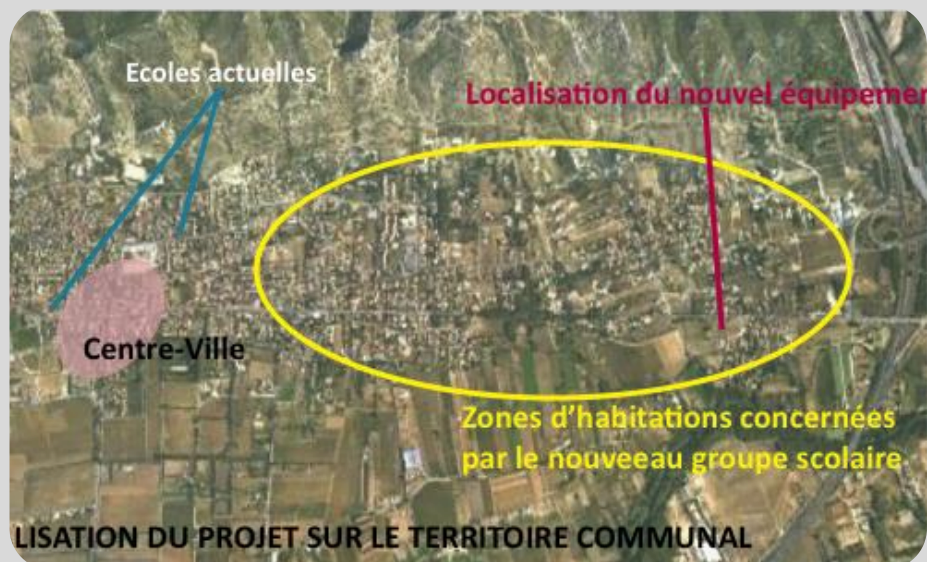 Ecoles actuelles
Localisation du nouvel équipemen
Centre-Ville
Zones d'habitations concernées
par le nouveeau groupe scolaire
LISATION DU PROJET SUR LE TERRITOIRE COMMUNAL